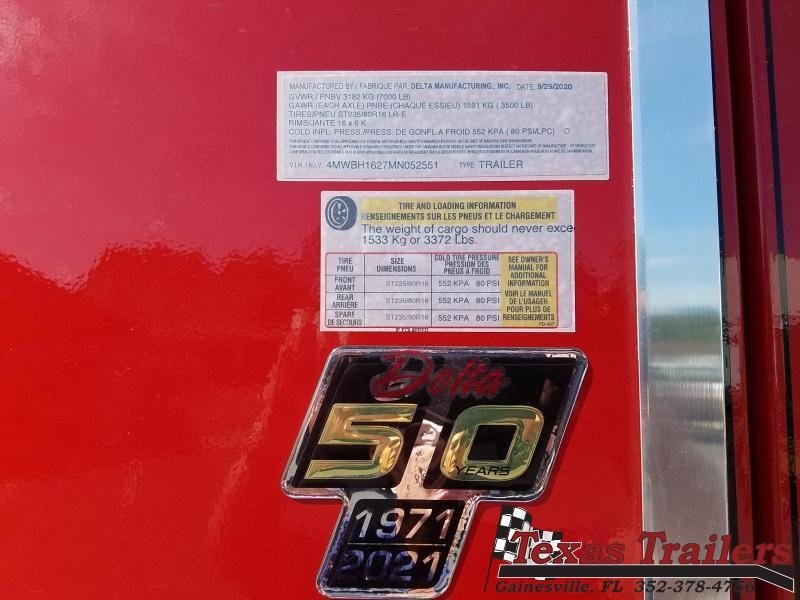 MANUFACTURED BY / FABRIQUE PAR: DELTA MANUFACTURING., INC. DATE: 9/29/2020
GVWR / PNBV 3182 KG (7000 LB)
GAWR (EACH AXLE) PNBE (CHAQUE ESSIEU) 1591 KG ( 3500 LB)
TIRES/PNEU ST235/80R16 LR-E
RIMS/JANTE 16 x 6 K
COLD INFL. PRESS./PRESS. DE GONFL.A FROID 552 KPA ( 80 PSI/LPC) O
V.I.N./N.I.V. 4MWBH1627MN052551 TYPE: TRAILER
TIRE AND LOADING INFORMATION
RENSEIGNEMENTS SUR LES PNEUS ET LE CHARGEMENT
The weight of cargo should never exce
1533 Kg or 3372 Lbs.
TIRE PNEU SIZE DIMENSIONS COLD TIRE PRESSURE PRESSION DES PNEUS À FROID
FRONT AVANT ST235/80R16 552 KPA 80 PSI
REAR ARRIÈRE ST235/80R16 552 KPA 80 PSI
SPARE DE SECOURS ST235/80R16 552 KPA 80 PSI
SEE OWNER'S
MANUAL FOR
ADDITIONAL
INFORMATION
VOIR LE MANUEL
DE L'USAGER
POUR PLUS DE
RENSEIGNEMENTS
Delta
50
YEARS
1971
2021
Texas Trailers
Gainesville, FL 352-378-4756